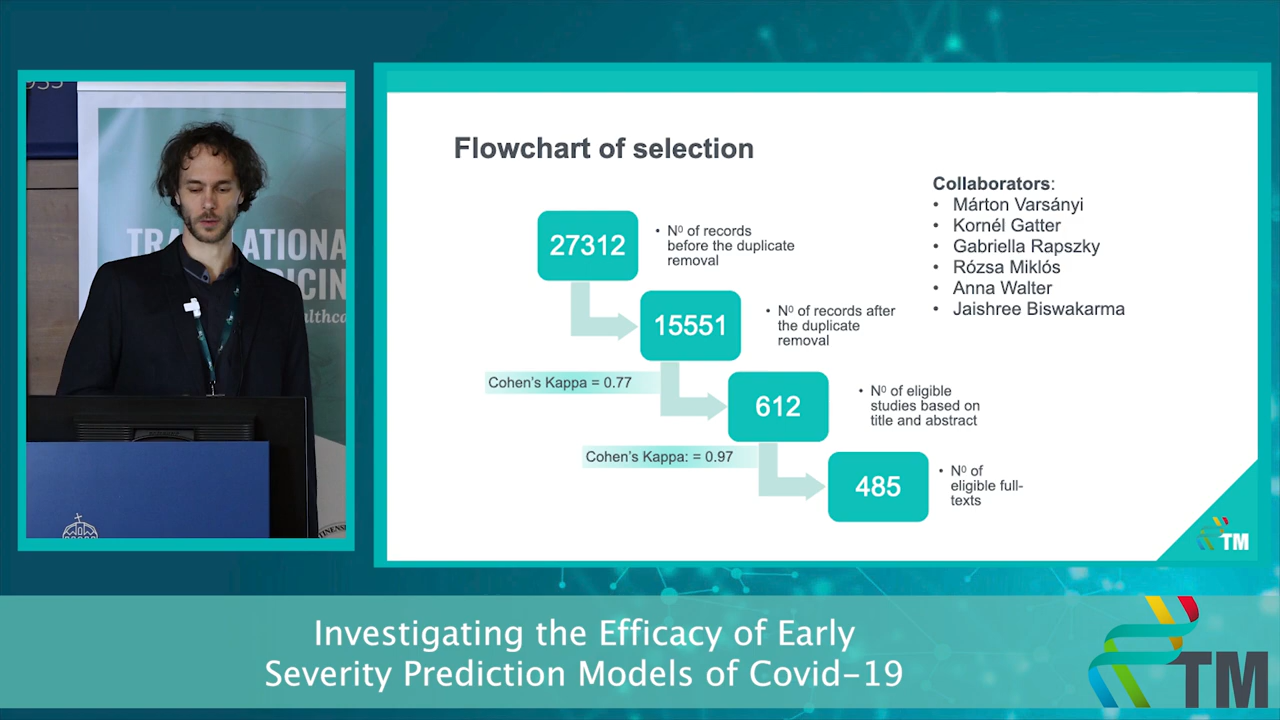 Flowchart of selection
27312
• Nº of records
before the duplicate
removal
15551
• Nº of records after
the duplicate
removal
Cohen's Kappa = 0.77
612
• Nº of eligible
studies based on
title and abstract
Cohen's Kappa: = 0.97
485
• Nº of
eligible full-
texts
Collaborators:
• Márton Varsányi
• Kornél Gatter
• Gabriella Rapszky
• Rózsa Miklós
• Anna Walter
• Jaishree Biswakarma
TM
Investigating the Efficacy of Early
Severity Prediction Models of Covid-19
TM